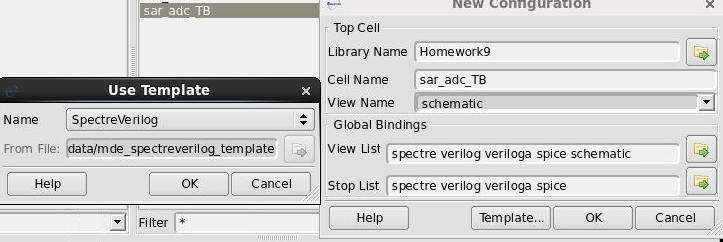 sar_adc_TB
New Configuration
Top Cell
Library Name Homework9
Cell Name sar_adc_TB
View Name schematic
Global Bindings
View List spectre verilog veriloga spice schematic
Stop List spectre verilog veriloga spice
Help Template... OK Cancel
Use Template
Name SpectreVerilog
From File: data/mde_spectreverilog_template
Help OK Cancel
Filter *